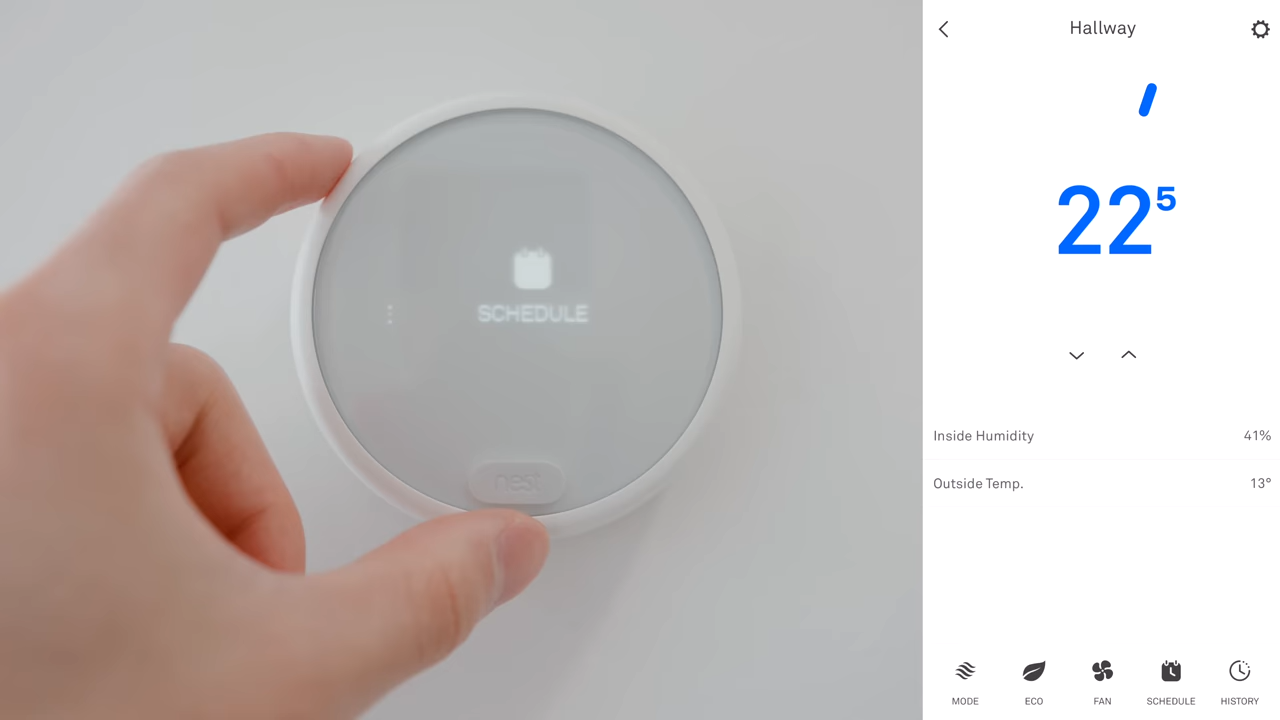 SCHEDULE
nest
Hallway
22⁵
Inside Humidity 41%
Outside Temp. 13°
MODE ECO FAN SCHEDULE HISTORY